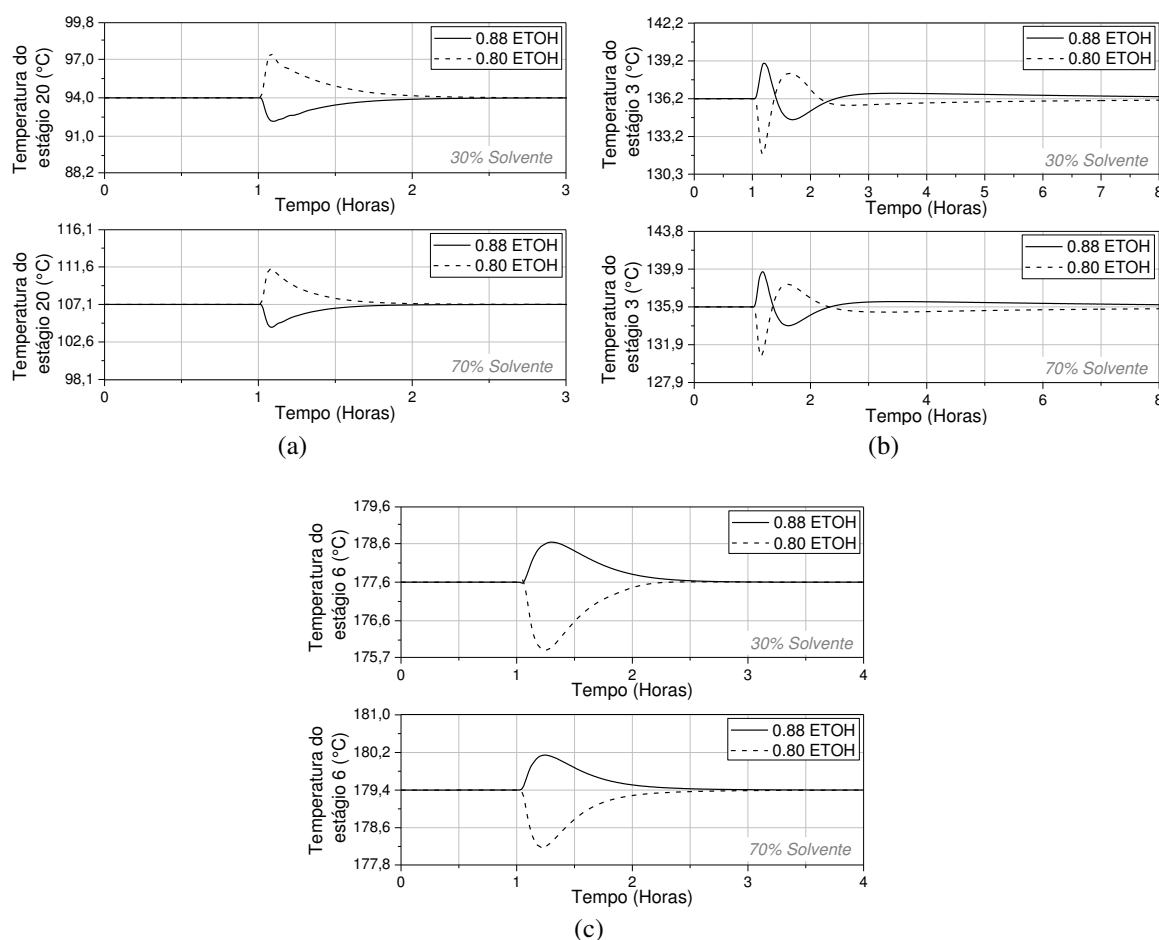 99,8
97,0
94,0
91,0
88,2
Temperatura do
estágio 20 (°C)
0.88 ETOH
0.80 ETOH
30% Solvente
0
1
2
3
Tempo (Horas)
116,1
111,6
107,1
102,6
98,1
Temperatura do
estágio 20 (°C)
0.88 ETOH
0.80 ETOH
70% Solvente
0
1
2
3
Tempo (Horas)
(a)
142,2
139,2
136,2
133,2
130,3
Temperatura do
estágio 3 (°C)
0.88 ETOH
0.80 ETOH
30% Solvente
0
1
2
3
4
5
6
7
8
Tempo (Horas)
143,8
139,9
135,9
131,9
127,9
Temperatura do
estágio 3 (°C)
0.88 ETOH
0.80 ETOH
70% Solvente
0
2
4
6
8
Tempo (Horas)
(b)
179,6
178,6
177,6
176,6
175,7
Temperatura do
estágio 6 (°C)
0.88 ETOH
0.80 ETOH
30% Solvente
0
1
2
3
4
Tempo (Horas)
181,0
180,2
179,4
178,6
177,8
Temperatura do
estágio 6 (°C)
0.88 ETOH
0.80 ETOH
70% Solvente
0
1
2
3
4
Tempo (Horas)
(c)